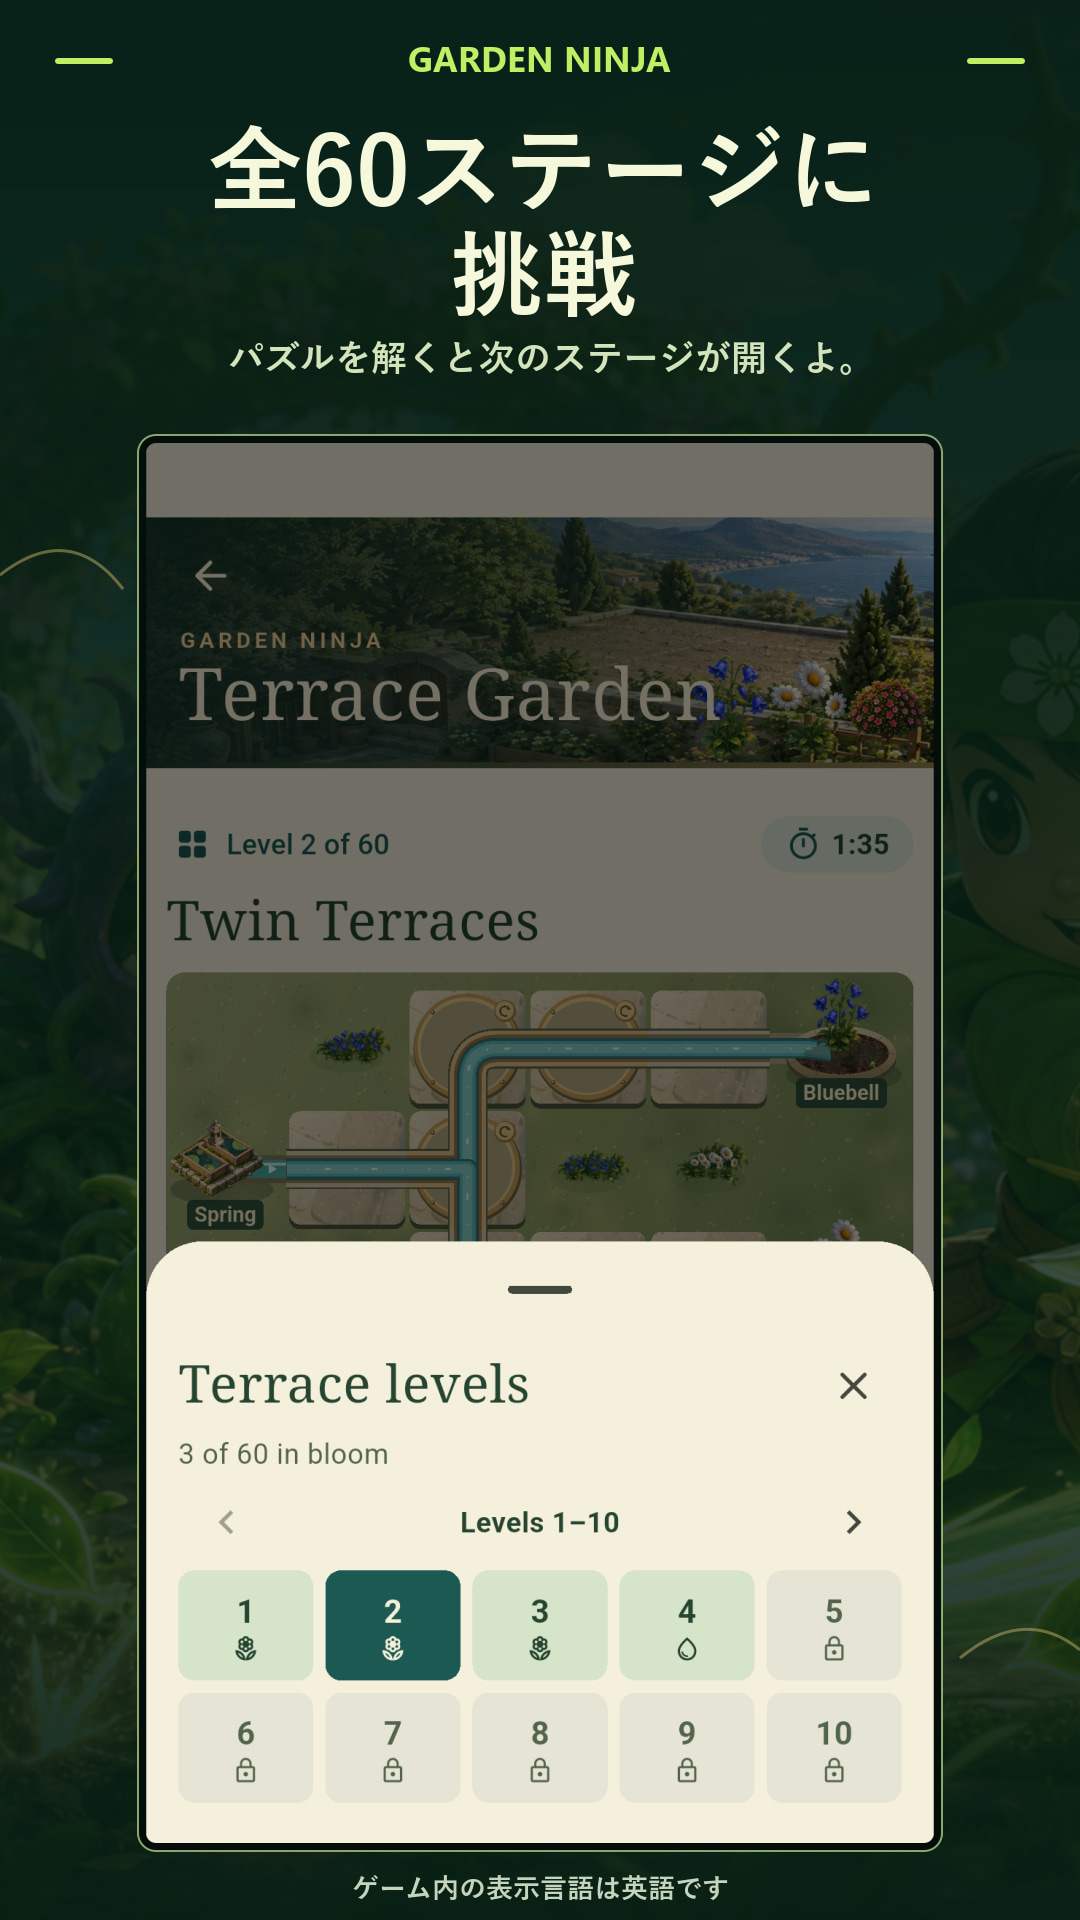 GARDEN NINJA
全60ステージに
挑戦
パズルを解くと次のステージが開くよ。
GARDEN NINJA
Terrace Garden
Level 2 of 60
1:35
Twin Terraces
Bluebell
Spring
Terrace levels
3 of 60 in bloom
Levels 1–10
1 2 3 4 5
6 7 8 9 10
ゲーム内の表示言語は英語です